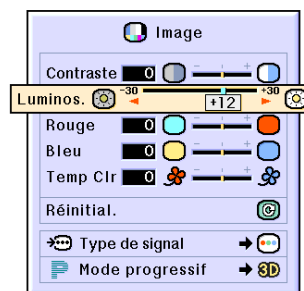 Image
Contraste 0 - +
Luminos. -30 +12 +30
Rouge 0 - +
Bleu 0 - +
Temp Clr 0 - +
Réinitial.
Type de signal
P Mode progressif 3D